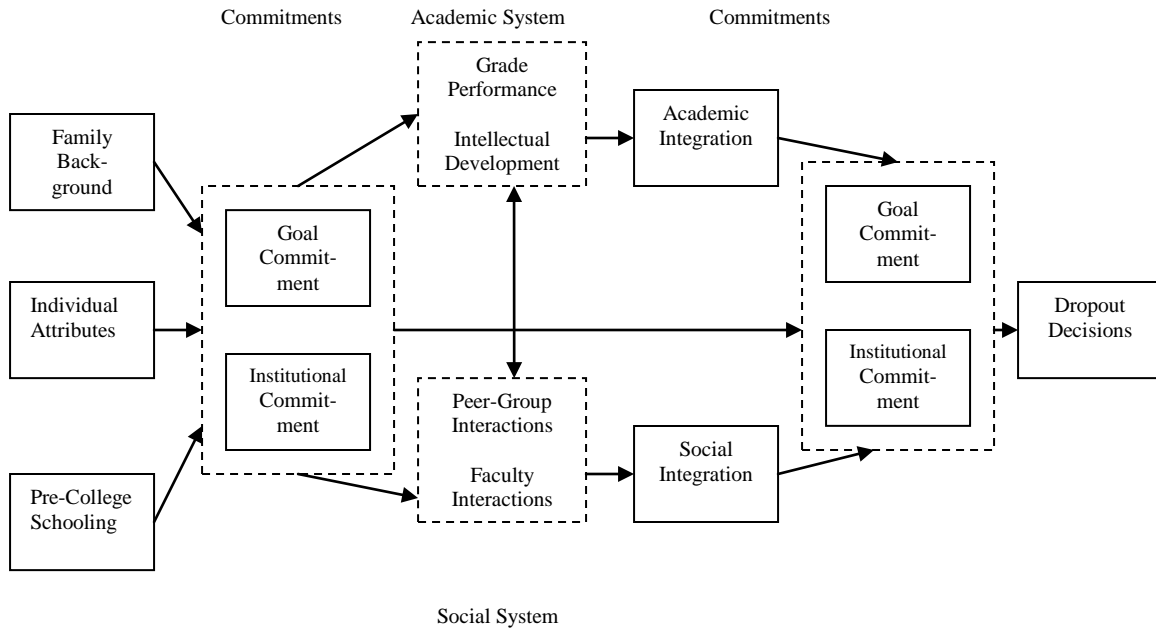 Commitments
Academic System
Commitments
Family
Back-
ground
Individual
Attributes
Pre-College
Schooling
Goal
Commit-
ment
Institutional
Commit-
ment
Grade
Performance
Intellectual
Development
Peer-Group
Interactions
Faculty
Interactions
Academic
Integration
Social
Integration
Goal
Commit-
ment
Institutional
Commit-
ment
Dropout
Decisions
Social System